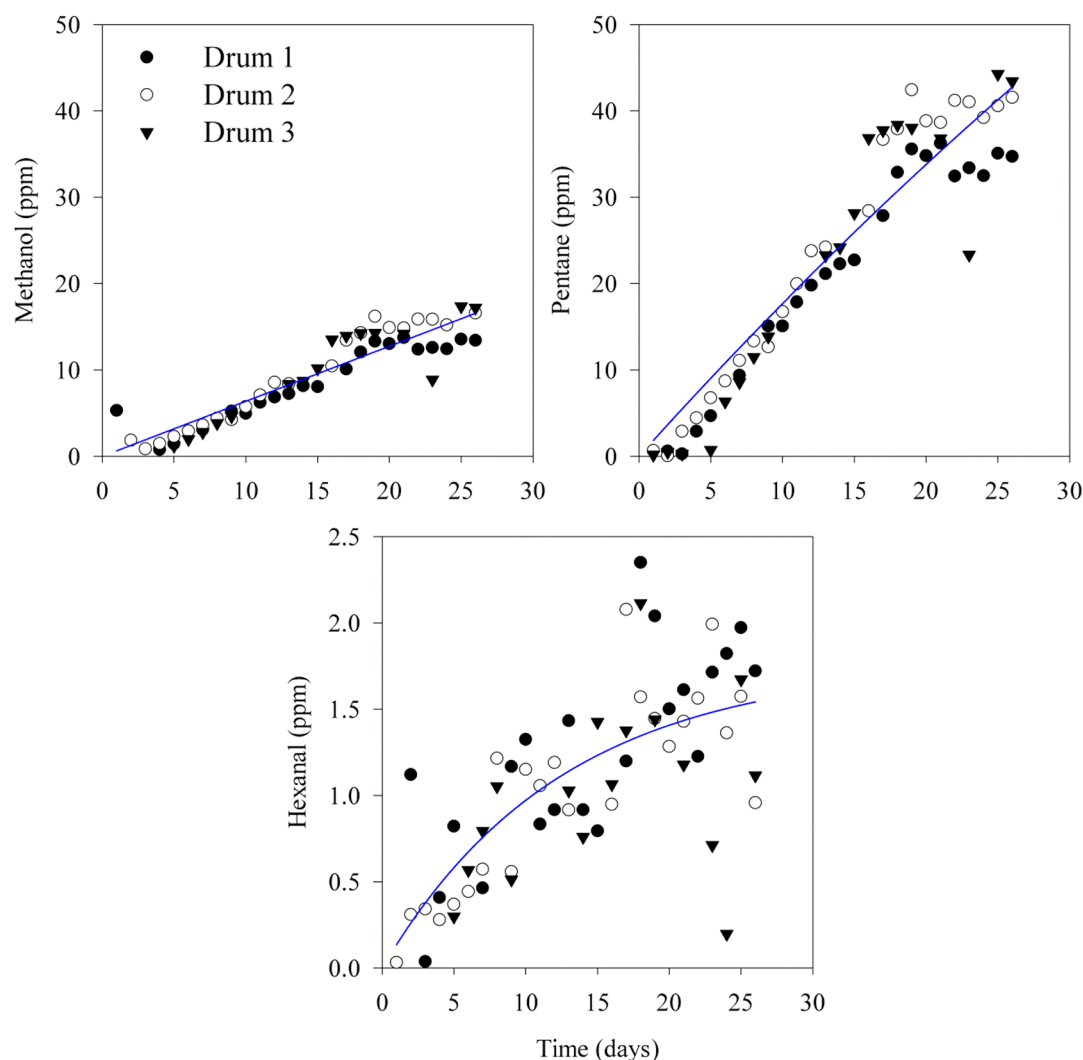 Methanol (ppm)
50
40
30
20
10
0
0 5 10 15 20 25 30
Drum 1
Drum 2
Drum 3
Pentane (ppm)
50
40
30
20
10
0
0 5 10 15 20 25 30
Hexanal (ppm)
2.5
2.0
1.5
1.0
0.5
0.0
0 5 10 15 20 25 30
Time (days)